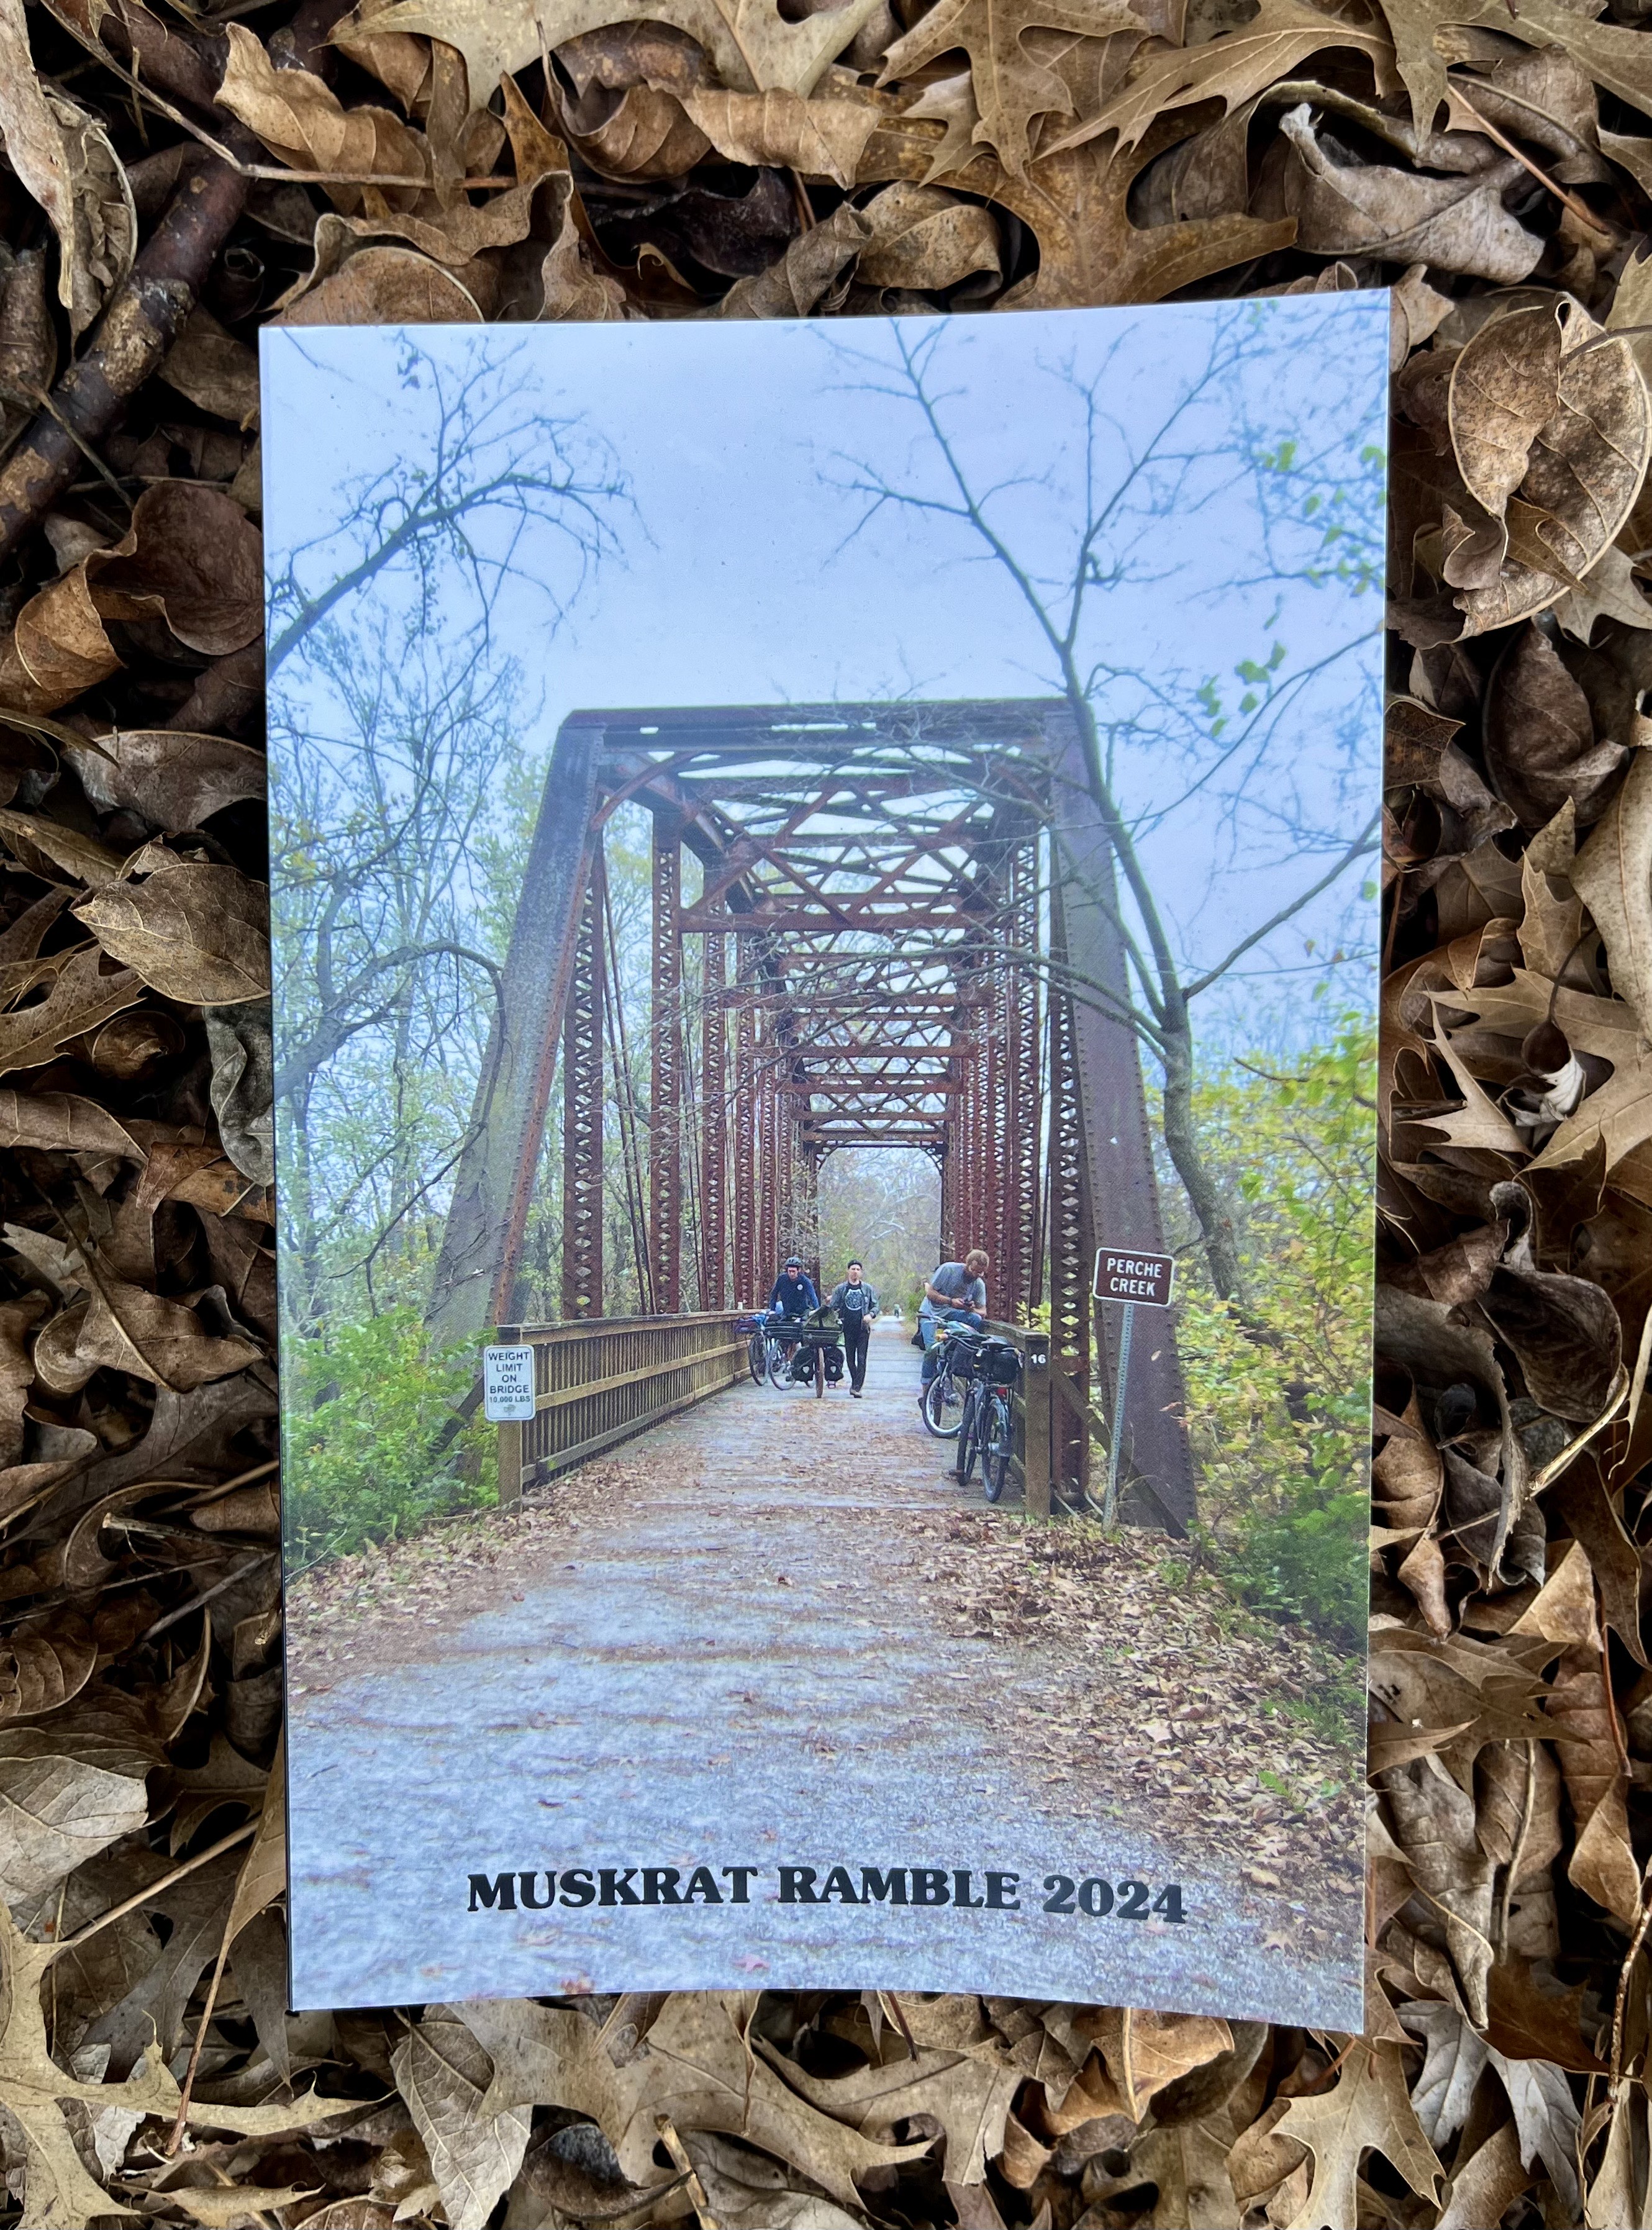 PERCHE
CREEK
WEIGHT
LIMIT
ON
BRIDGE
10,000 LBS
16
MUSKRAT RAMBLE 2024